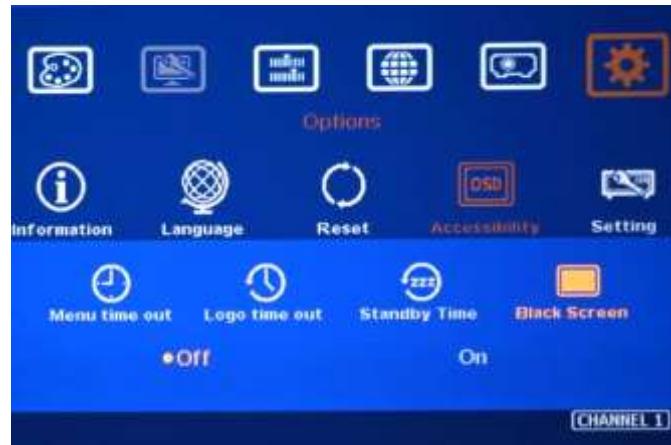 Options
OSD
Information Language Reset Accessibility Setting
zzz
Menu time out Logo time out Standby Time Black Screen
Off On
CHANNEL 1